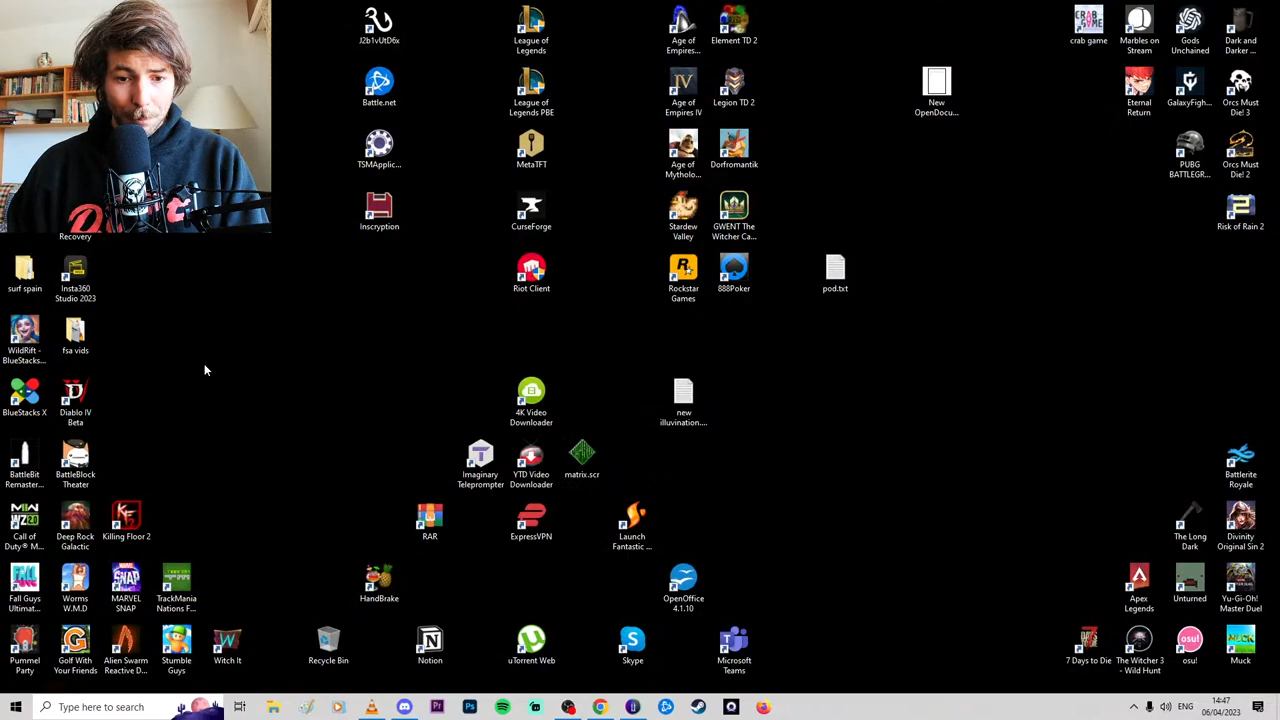 J2b1vUtD6x
League of
Legends
Age of
Empires...
Element TD 2
crab game
Marbles on
Stream
Gods
Unchained
Dark and
Darker ...
Battle.net
League of
Legends PBE
Age of
Empires IV
Legion TD 2
New
OpenDocu...
Eternal
Return
GalaxyFigh...
Orcs Must
Die! 3
TSMApplic...
MetaTFT
Age of
Mytholo...
Dorfromantik
PUBG
BATTLEGR...
Orcs Must
Die! 2
Inscryption
CurseForge
Stardew
Valley
GWENT The
Witcher Ca...
Risk of Rain 2
Recovery
surf spain
Insta360
Studio 2023
Riot Client
Rockstar
Games
888Poker
pod.txt
WildRift -
BlueStacks...
fsa vids
BlueStacks X
Diablo IV
Beta
4K Video
Downloader
new
illuvination....
BattleBit
Remaster...
BattleBlock
Theater
Imaginary
Teleprompter
YTD Video
Downloader
matrix.scr
Battlerite
Royale
Call of
Duty® M...
Deep Rock
Galactic
Killing Floor 2
RAR
ExpressVPN
Launch
Fantastic ...
The Long
Dark
Divinity
Original Sin 2
Fall Guys
Ultimat...
Worms
W.M.D
MARVEL
SNAP
TrackMania
Nations F...
HandBrake
OpenOffice
4.1.10
Apex
Legends
Unturned
Yu-Gi-Oh!
Master Duel
Pummel
Party
Golf With
Your Friends
Alien Swarm
Reactive D...
Stumble
Guys
Witch It
Recycle Bin
Notion
uTorrent Web
Skype
Microsoft
Teams
7 Days to Die
The Witcher 3
- Wild Hunt
osu!
Muck
Type here to search
ENG
14:47
06/04/2023